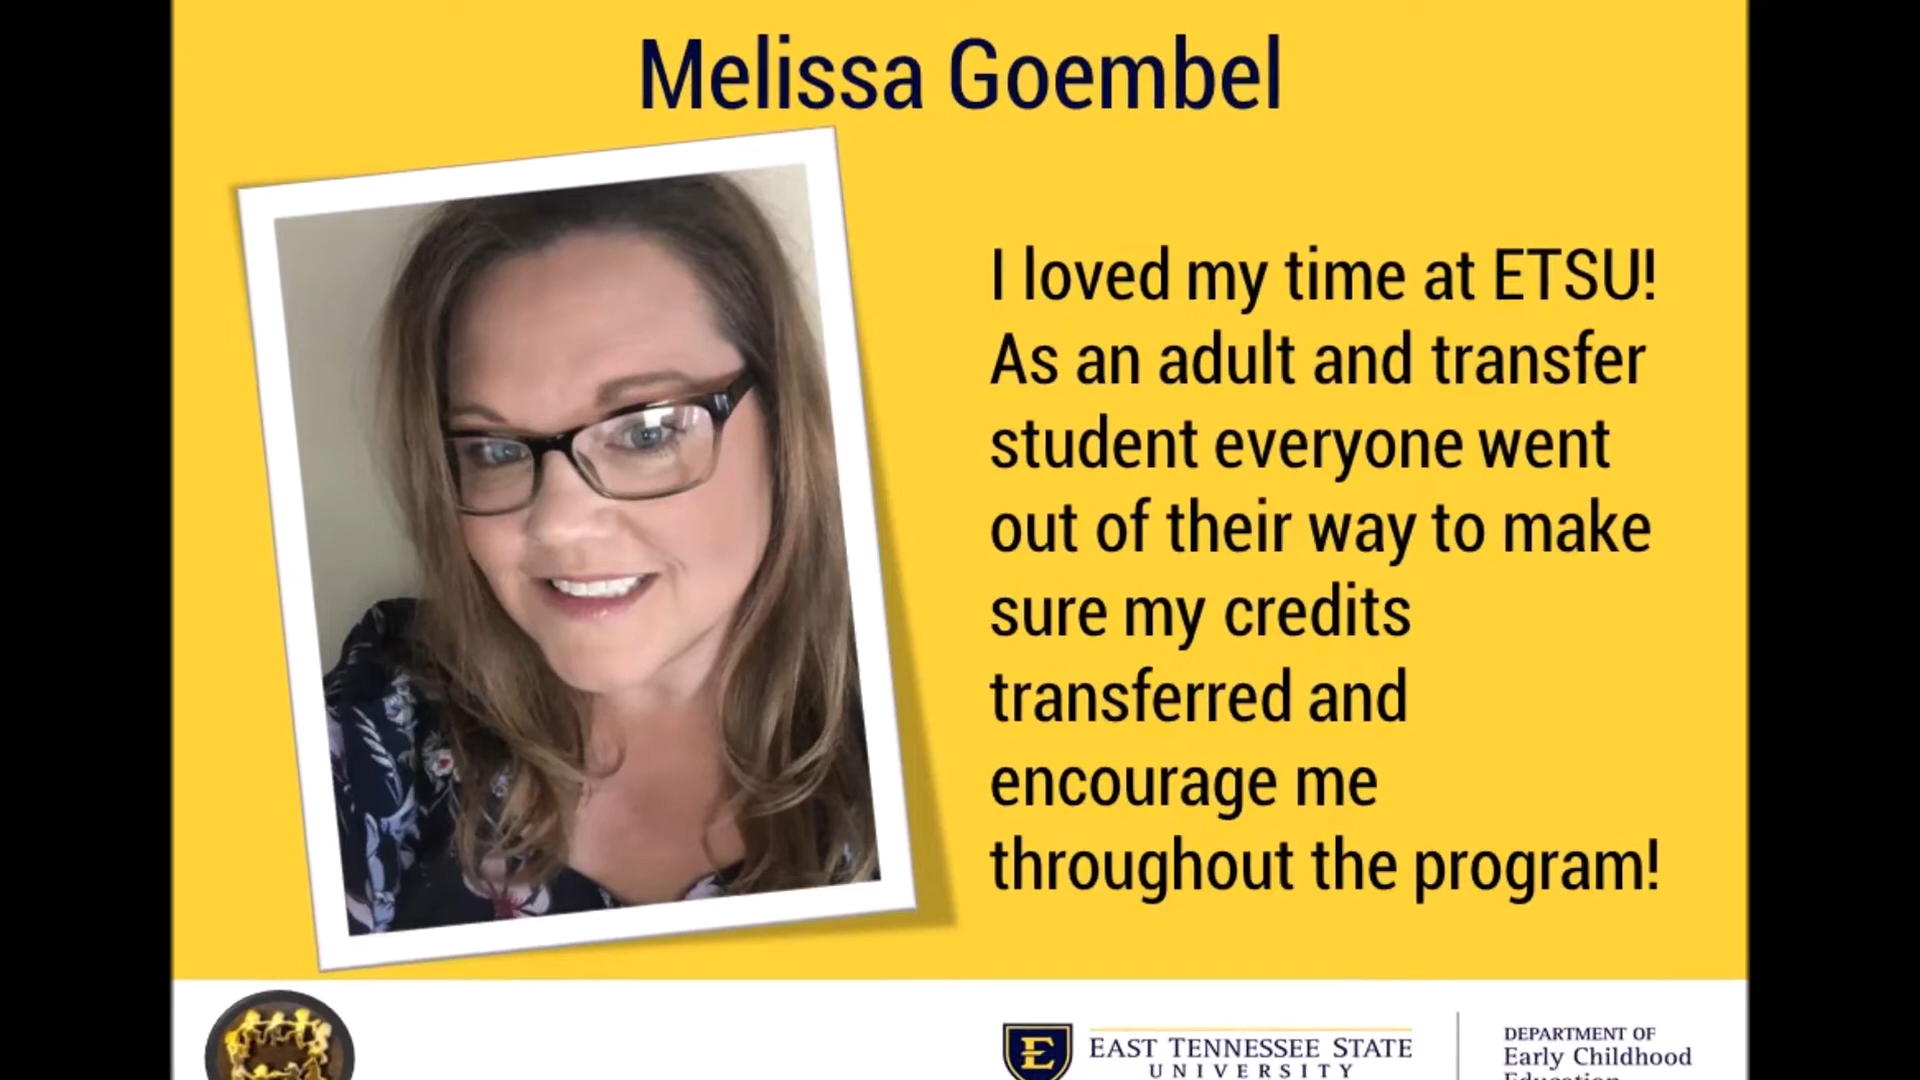 Melissa Goembel
I loved my time at ETSU!
As an adult and transfer
student everyone went
out of their way to make
sure my credits
transferred and
encourage me
throughout the program!
E
EAST TENNESSEE STATE
UNIVERSITY
DEPARTMENT OF
Early Childhood
Education